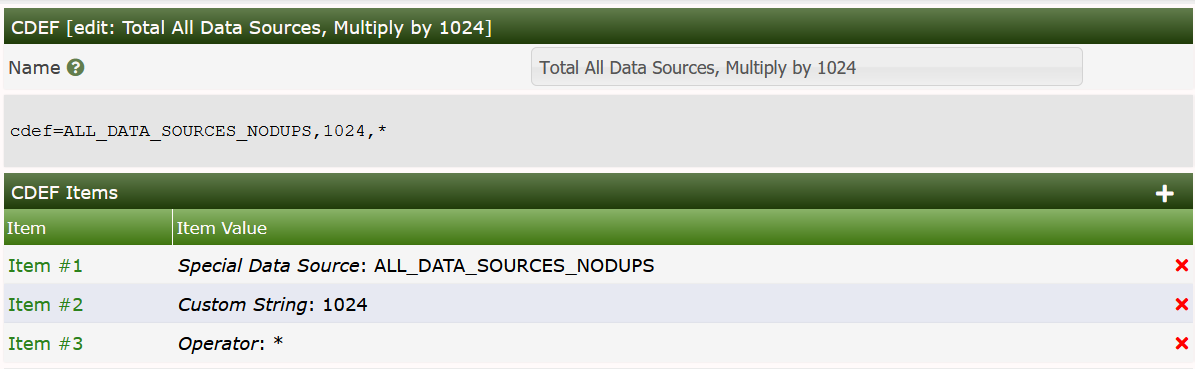 CDEF [edit: Total All Data Sources, Multiply by 1024]
Name ?
Total All Data Sources, Multiply by 1024
cdef=ALL_DATA_SOURCES_NODUPS,1024,*
CDEF Items
Item Item Value
Item #1 Special Data Source: ALL_DATA_SOURCES_NODUPS
Item #2 Custom String: 1024
Item #3 Operator: *